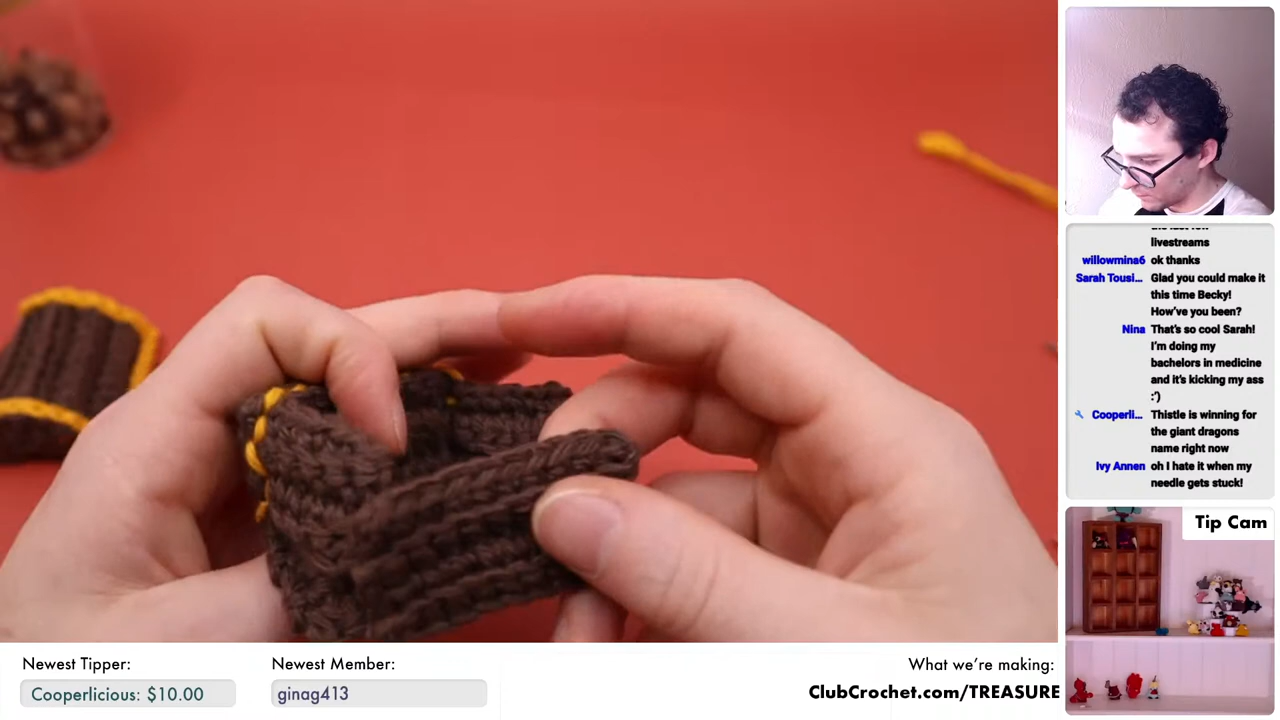 livestreams
willowmina6 ok thanks
Sarah Tousi... Glad you could make it
this time Becky!
How've you been?
Nina That's so cool Sarah!
I'm doing my
bachelors in medicine
and it's kicking my ass
:')
Cooperli... Thistle is winning for
the giant dragons
name right now
Ivy Annen oh I hate it when my
needle gets stuck!
Tip Cam
Newest Tipper:
Cooperlicious: $10.00
Newest Member:
ginag413
What we're making:
ClubCrochet.com/TREASURE